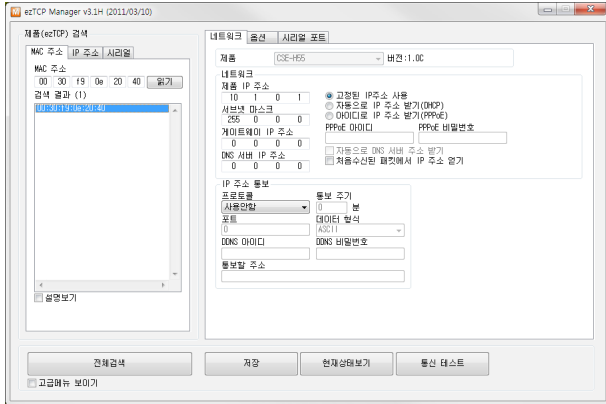 ezTCP Manager v3.1H (2011/03/10)
제품(ezTCP) 검색
MAC 주소 IP 주소 시리얼
MAC 주소
00 30 f9 0e 20 40 읽기
검색 결과 (1)
00:30:f9:0e:20:40
설명보기
네트워크 옵션 시리얼 포트
제품 CSE-H55 버전:1.0C
네트워크
제품 IP 주소
10 1 0 1
서브넷 마스크
255 0 0 0
게이트웨이 IP 주소
0 0 0 0
DNS 서버 IP 주소
0 0 0 0
고정된 IP주소 사용
자동으로 IP 주소 받기(DHCP)
아이디로 IP 주소 받기(PPPoE)
PPPoE 아이디 PPPoE 비밀번호
자동으로 DNS 서버 주소 받기
처음수신된 패킷에서 IP 주소 얻기
IP 주소 통보
프로토콜 통보 주기
사용안함 0 분
포트 데이터 형식
0 ASCII
DDNS 아이디 DDNS 비밀번호
통보할 주소
전체검색 저장 현재상태보기 통신 테스트
고급메뉴 보이기